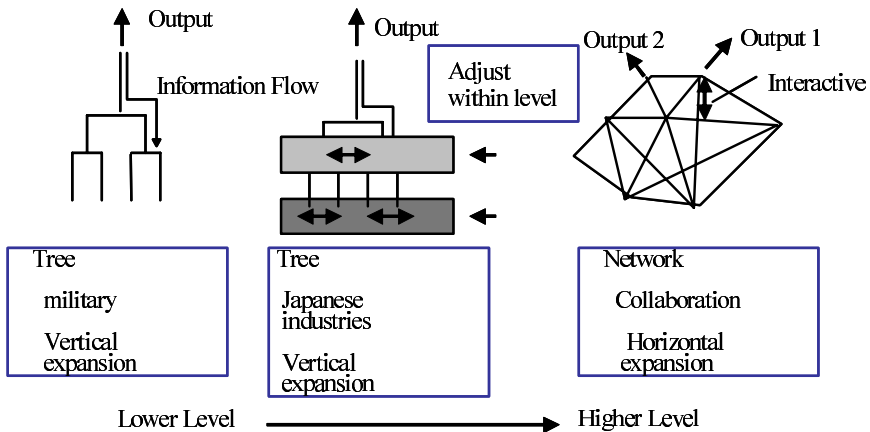 Output
Information Flow
Output
Adjust
within level
Output 2
Output 1
Interactive
Tree
military
Vertical
expansion
Tree
Japanese
industries
Vertical
expansion
Network
Collaboration
Horizontal
expansion
Lower Level
Higher Level